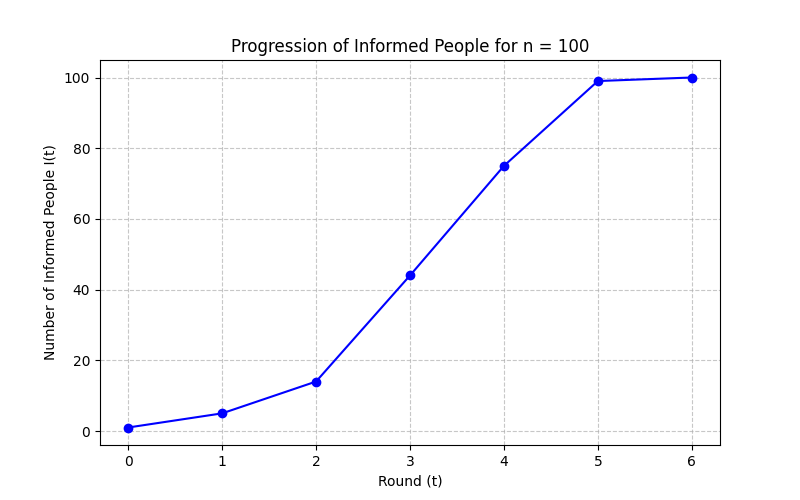 Progression of Informed People for n = 100
Number of Informed People I(t)
100
80
60
40
20
0
0 1 2 3 4 5 6
Round (t)